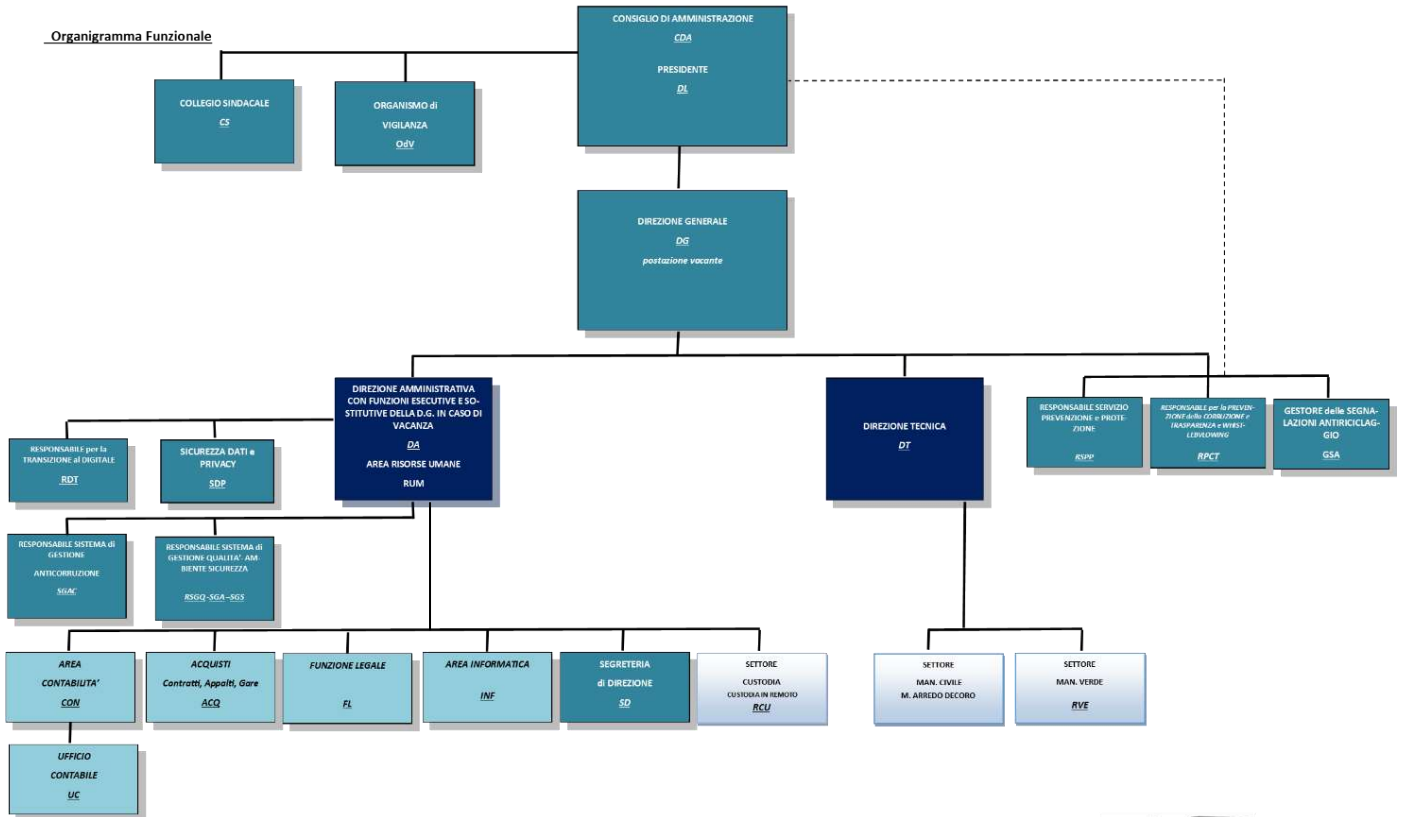 Organigramma Funzionale
CONSIGLIO DI AMMINISTRAZIONE
CDA
PRESIDENTE
DL
COLLEGIO SINDACALE
CS
ORGANISMO di
VIGILANZA
OdV
DIREZIONE GENERALE
DG
postazione vacante
DIREZIONE AMMINISTRATIVA
CON FUNZIONI ESECUTIVE E SO-
STITUTIVE DELLA D.G. IN CASO DI
VACANZA
DA
AREA RISORSE UMANE
RUM
DIREZIONE TECNICA
DT
RESPONSABILE SERVIZIO
PREVENZIONE e PROTE-
ZIONE
RSPP
RESPONSABILE per la PREVEN-
ZIONE della CORRUZIONE e
TRASPARENZA e WHIST-
LEBVLOWING
RPCT
GESTORE delle SEGNA-
LAZIONI ANTIRICICLAG-
GIO
GSA
RESPONSABILE per la
TRANSIZIONE al DIGITALE
RDT
SICUREZZA DATI e
PRIVACY
SDP
RESPONSABILE SISTEMA di
GESTIONE
ANTICORRUZIONE
SGAC
RESPONSABILE SISTEMA di
GESTIONE QUALITA'- AM-
BIENTE SICUREZZA
RSGQ -SGA –SGS
AREA
CONTABILITA'
CON
ACQUISTI
Contratti, Appalti, Gare
ACQ
FUNZIONE LEGALE
FL
AREA INFORMATICA
INF
SEGRETERIA
di DIREZIONE
SD
SETTORE
CUSTODIA
CUSTODIA IN REMOTO
RCU
SETTORE
MAN. CIVILE
M. ARREDO DECORO
SETTORE
MAN. VERDE
RVE
UFFICIO
CONTABILE
UC